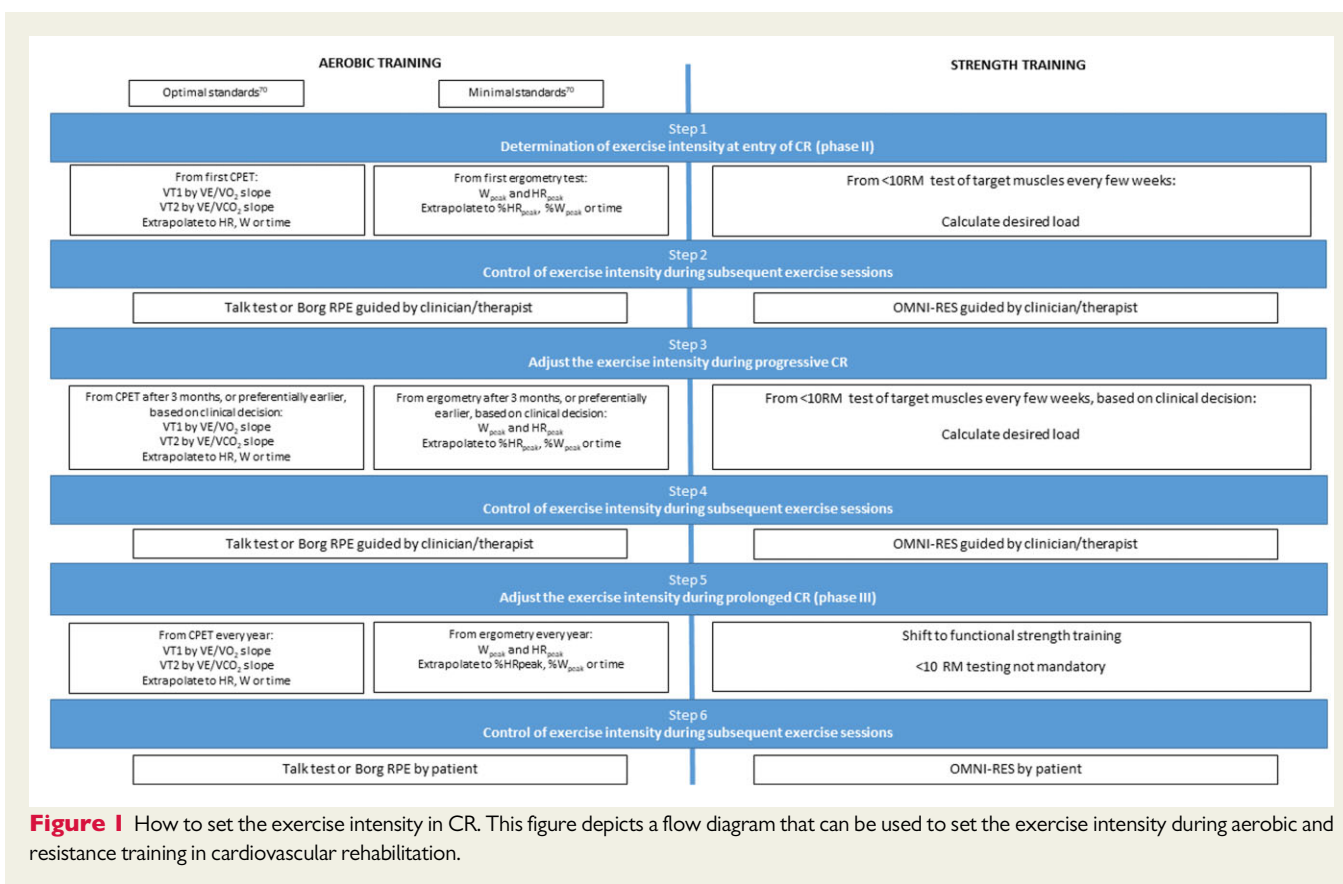 AEROBIC TRAINING
STRENGTH TRAINING
Optimal standards70
Minimal standards70
Step 1
Determination of exercise intensity at entry of CR (phase II)
From first CPET:
VT1 by VE/VO2 slope
VT2 by VE/VCO2 slope
Extrapolate to HR, W or time
From first ergometry test:
Wpeak and HRpeak
Extrapolate to %HRpeak, %Wpeak or time
From <10RM test of target muscles every few weeks:
Calculate desired load
Step 2
Control of exercise intensity during subsequent exercise sessions
Talk test or Borg RPE guided by clinician/therapist
OMNI-RES guided by clinician/therapist
Step 3
Adjust the exercise intensity during progressive CR
From CPET after 3 months, or preferentially earlier,
based on clinical decision:
VT1 by VE/VO2 slope
VT2 by VE/VCO2 slope
Extrapolate to HR, W or time
From ergometry after 3 months, or preferentially
earlier, based on clinical decision:
Wpeak and HRpeak
Extrapolate to %HRpeak, %Wpeak or time
From <10RM test of target muscles every few weeks, based on clinical decision:
Calculate desired load
Step 4
Control of exercise intensity during subsequent exercise sessions
Talk test or Borg RPE guided by clinician/therapist
OMNI-RES guided by clinician/therapist
Step 5
Adjust the exercise intensity during prolonged CR (phase III)
From CPET every year:
VT1 by VE/VO2 slope
VT2 by VE/VCO2 slope
Extrapolate to HR, W or time
From ergometry every year:
Wpeak and HRpeak
Extrapolate to %HRpeak, %Wpeak or time
Shift to functional strength training
<10 RM testing not mandatory
Step 6
Control of exercise intensity during subsequent exercise sessions
Talk test or Borg RPE by patient
OMNI-RES by patient
Figure 1 How to set the exercise intensity in CR. This figure depicts a flow diagram that can be used to set the exercise intensity during aerobic and
resistance training in cardiovascular rehabilitation.